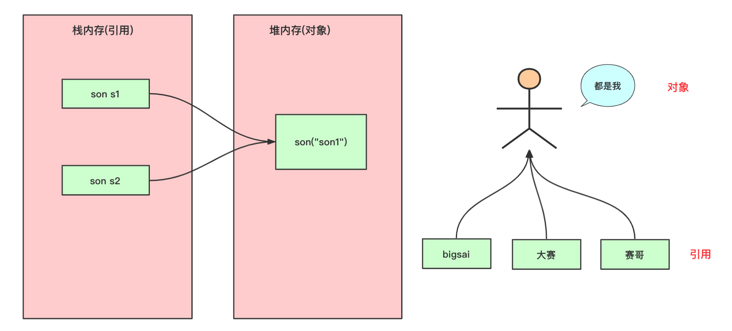 栈内存(引用)
堆内存(对象)
son s1
son("son1")
son s2
都是我
对象
bigsai
大赛
赛哥
引用